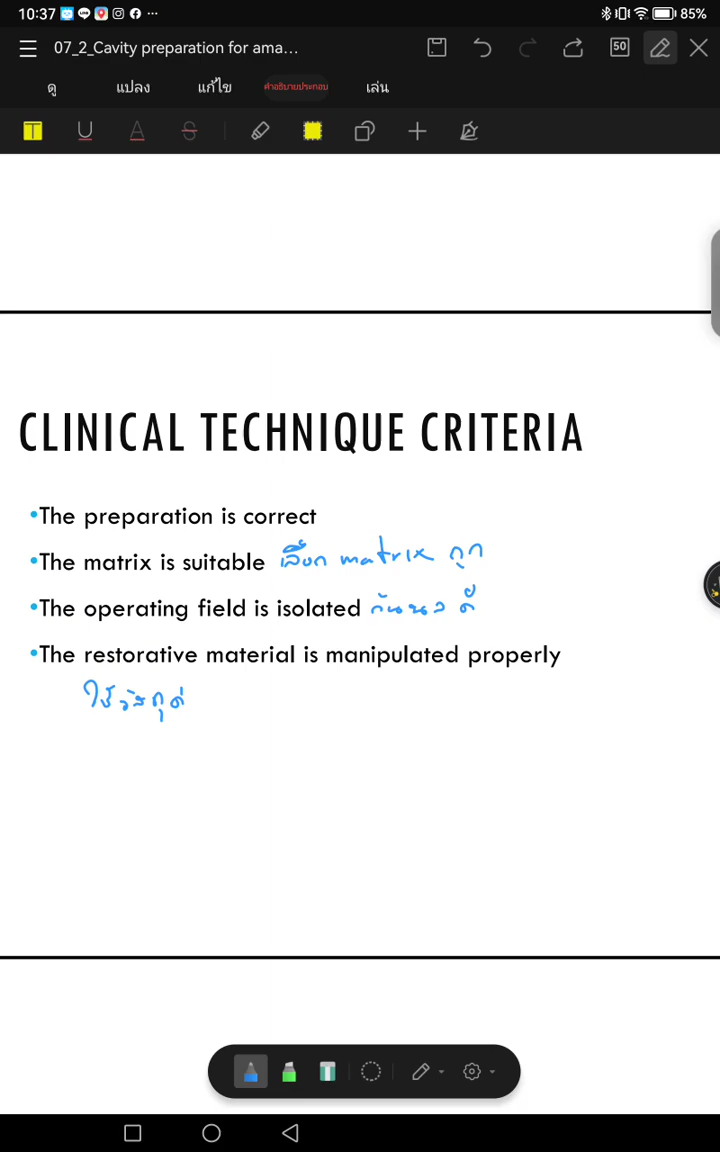 10:37 85%
07_2_Cavity preparation for ama... 50
ดู แปลง แก้ไข คำอธิบายประกอบ เล่น
T U A S
CLINICAL TECHNIQUE CRITERIA
•The preparation is correct
•The matrix is suitable เลือก matrix ถูก
•The operating field is isolated กันน้ำลาย ดี
•The restorative material is manipulated properly
ใช้วัสดุดี